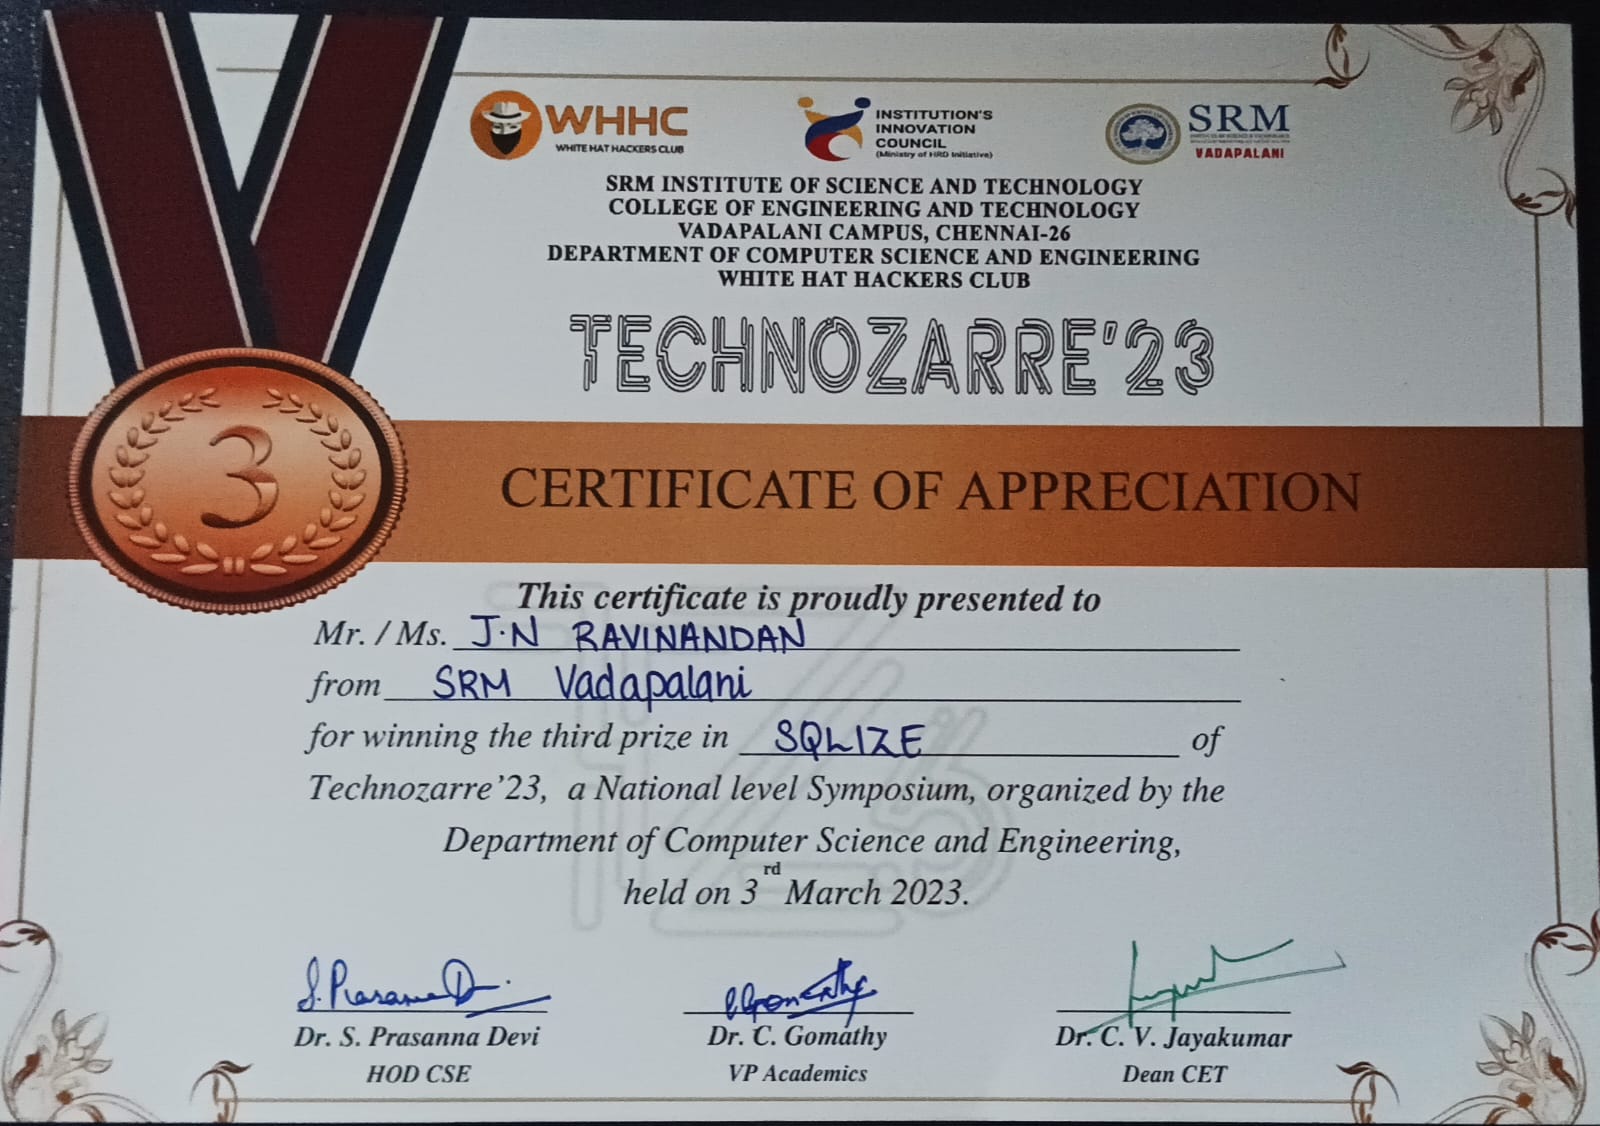 WHHC
WHITE HAT HACKERS CLUB
INSTITUTION'S
INNOVATION
COUNCIL
(Ministry of HRD Initiative)
SRM
VADAPALANI
SRM INSTITUTE OF SCIENCE AND TECHNOLOGY
COLLEGE OF ENGINEERING AND TECHNOLOGY
VADAPALANI CAMPUS, CHENNAI-26
DEPARTMENT OF COMPUTER SCIENCE AND ENGINEERING
WHITE HAT HACKERS CLUB
TECHNOZARRE'23
3
CERTIFICATE OF APPRECIATION
This certificate is proudly presented to
Mr. / Ms. J.N RAVINANDAN
from SRM Vadapalani
for winning the third prize in SQLIZE of
Technozarre'23, a National level Symposium, organized by the
Department of Computer Science and Engineering,
held on 3rd March 2023.
S. Prasanna D
C Gomathy
Dr. S. Prasanna Devi
HOD CSE
Dr. C. Gomathy
VP Academics
Dr. C. V. Jayakumar
Dean CET